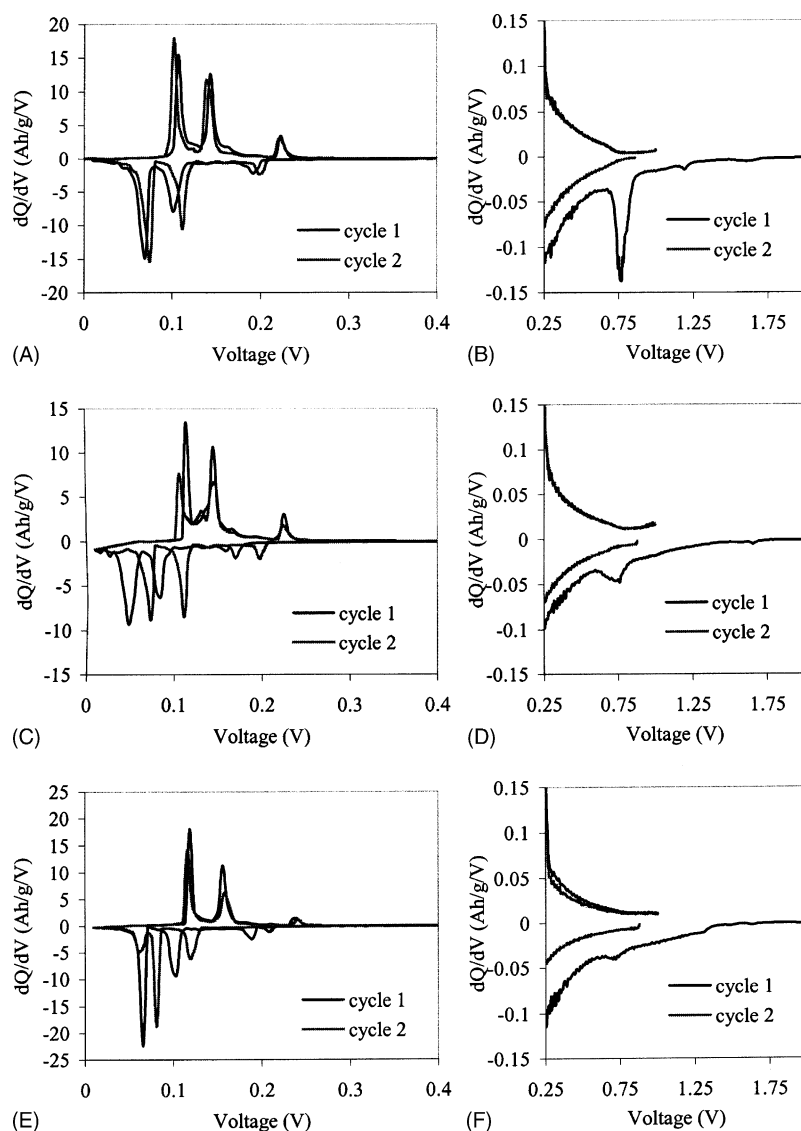 20
15
10
5
0
-5
-10
-15
-20
dQ/dV (Ah/g/V)
cycle 1
cycle 2
0 0.1 0.2 0.3 0.4
Voltage (V)
(A)
0.15
0.1
0.05
0
-0.05
-0.1
-0.15
dQ/dV (Ah/g/V)
cycle 1
cycle 2
0.25 0.75 1.25 1.75
Voltage (V)
(B)
15
10
5
0
-5
-10
-15
dQ/dV (Ah/g/V)
cycle 1
cycle 2
0 0.1 0.2 0.3 0.4
Voltage (V)
(C)
0.15
0.1
0.05
0
-0.05
-0.1
-0.15
dQ/dV (Ah/g/V)
cycle 1
cycle 2
0.25 0.75 1.25 1.75
Voltage (V)
(D)
25
20
15
10
5
0
-5
-10
-15
-20
-25
dQ/dV (Ah/g/V)
cycle 1
cycle 2
0 0.1 0.2 0.3 0.4
Voltage (V)
(E)
0.15
0.1
0.05
0
-0.05
-0.1
-0.15
dQ/dV (Ah/g/V)
cycle 1
cycle 2
0.25 0.75 1.25 1.75
Voltage (V)
(F)